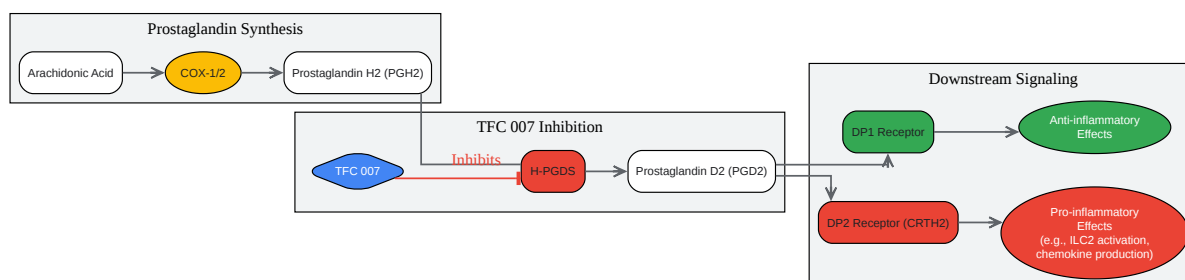 Prostaglandin Synthesis
Arachidonic Acid
COX-1/2
Prostaglandin H2 (PGH2)
TFC 007 Inhibition
TFC 007
Inhibits
H-PGDS
Prostaglandin D2 (PGD2)
Downstream Signaling
DP1 Receptor
Anti-inflammatory
Effects
DP2 Receptor (CRTH2)
Pro-inflammatory
Effects
(e.g., ILC2 activation,
chemokine production)